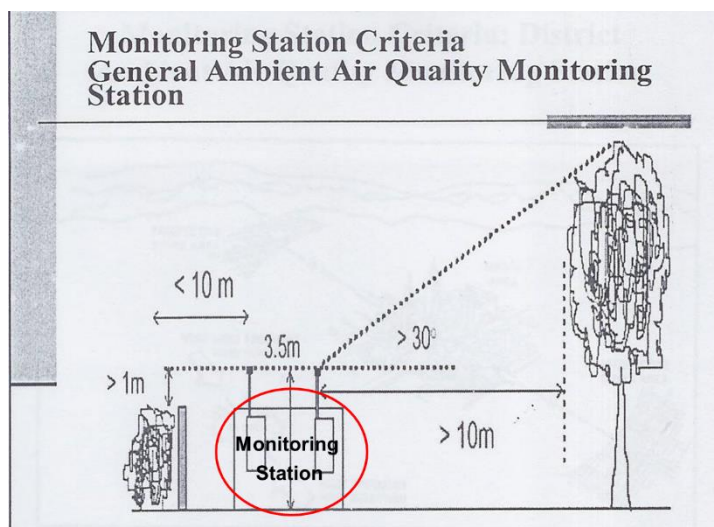 Monitoring Station Criteria
General Ambient Air Quality Monitoring
Station
< 10 m
3.5m
> 30°
> 1m
> 10m
Monitoring
Station